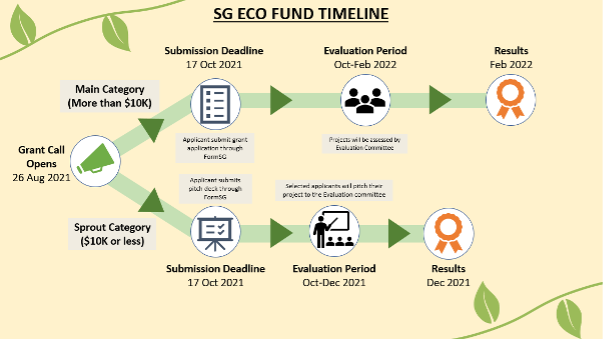 SG ECO FUND TIMELINE
Submission Deadline
17 Oct 2021
Evaluation Period
Oct-Feb 2022
Results
Feb 2022
Main Category
(More than $10K)
Applicant submit grant
application through
FormSG
Projects will be assessed by
Evaluation Committee
Grant Call
Opens
26 Aug 2021
Applicant submits
pitch deck through
FormSG
Selected applicants will pitch their
project to the Evaluation committee
Sprout Category
($10K or less)
Submission Deadline
17 Oct 2021
Evaluation Period
Oct-Dec 2021
Results
Dec 2021